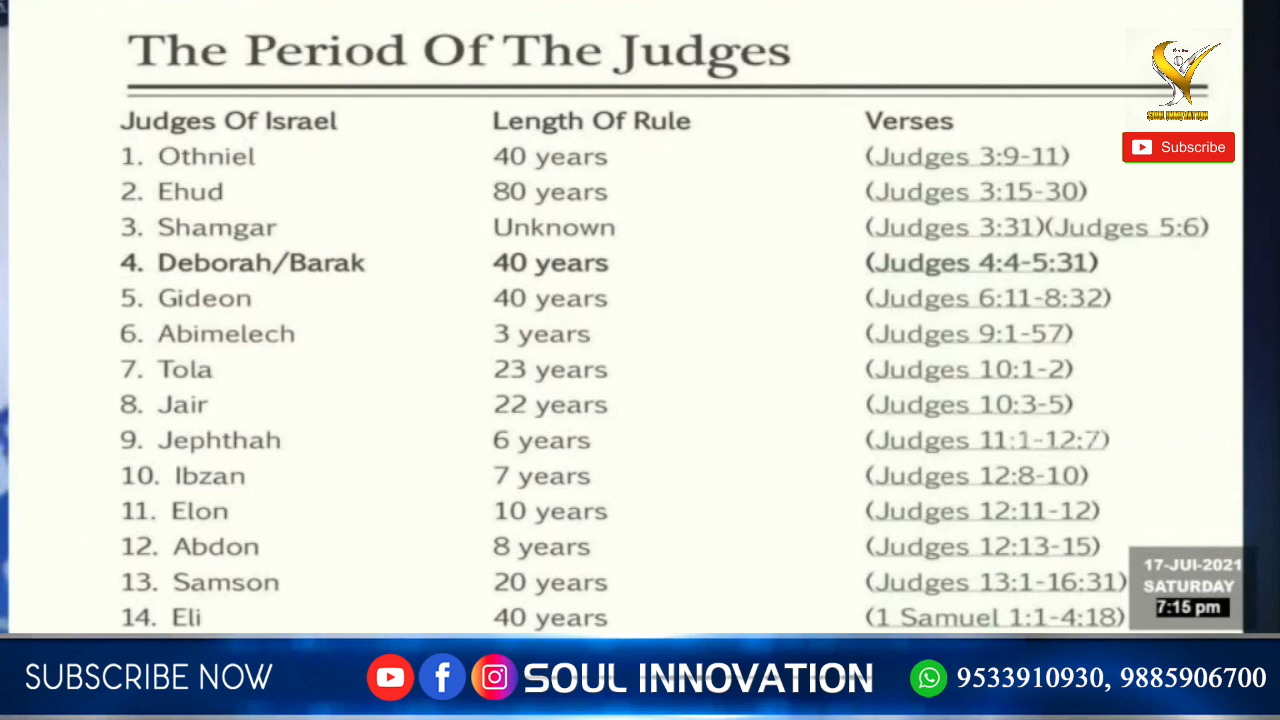 The Period Of The Judges
SOUL INNOVATION
Subscribe
Judges Of Israel Length Of Rule Verses
1. Othniel 40 years (Judges 3:9-11)
2. Ehud 80 years (Judges 3:15-30)
3. Shamgar Unknown (Judges 3:31)(Judges 5:6)
4. Deborah/Barak 40 years (Judges 4:4-5:31)
5. Gideon 40 years (Judges 6:11-8:32)
6. Abimelech 3 years (Judges 9:1-57)
7. Tola 23 years (Judges 10:1-2)
8. Jair 22 years (Judges 10:3-5)
9. Jephthah 6 years (Judges 11:1-12:7)
10. Ibzan 7 years (Judges 12:8-10)
11. Elon 10 years (Judges 12:11-12)
12. Abdon 8 years (Judges 12:13-15)
13. Samson 20 years (Judges 13:1-16:31)
14. Eli 40 years (1 Samuel 1:1-4:18)
17-JUl-2021
SATURDAY
7:15 pm
SUBSCRIBE NOW SOUL INNOVATION 9533910930, 9885906700